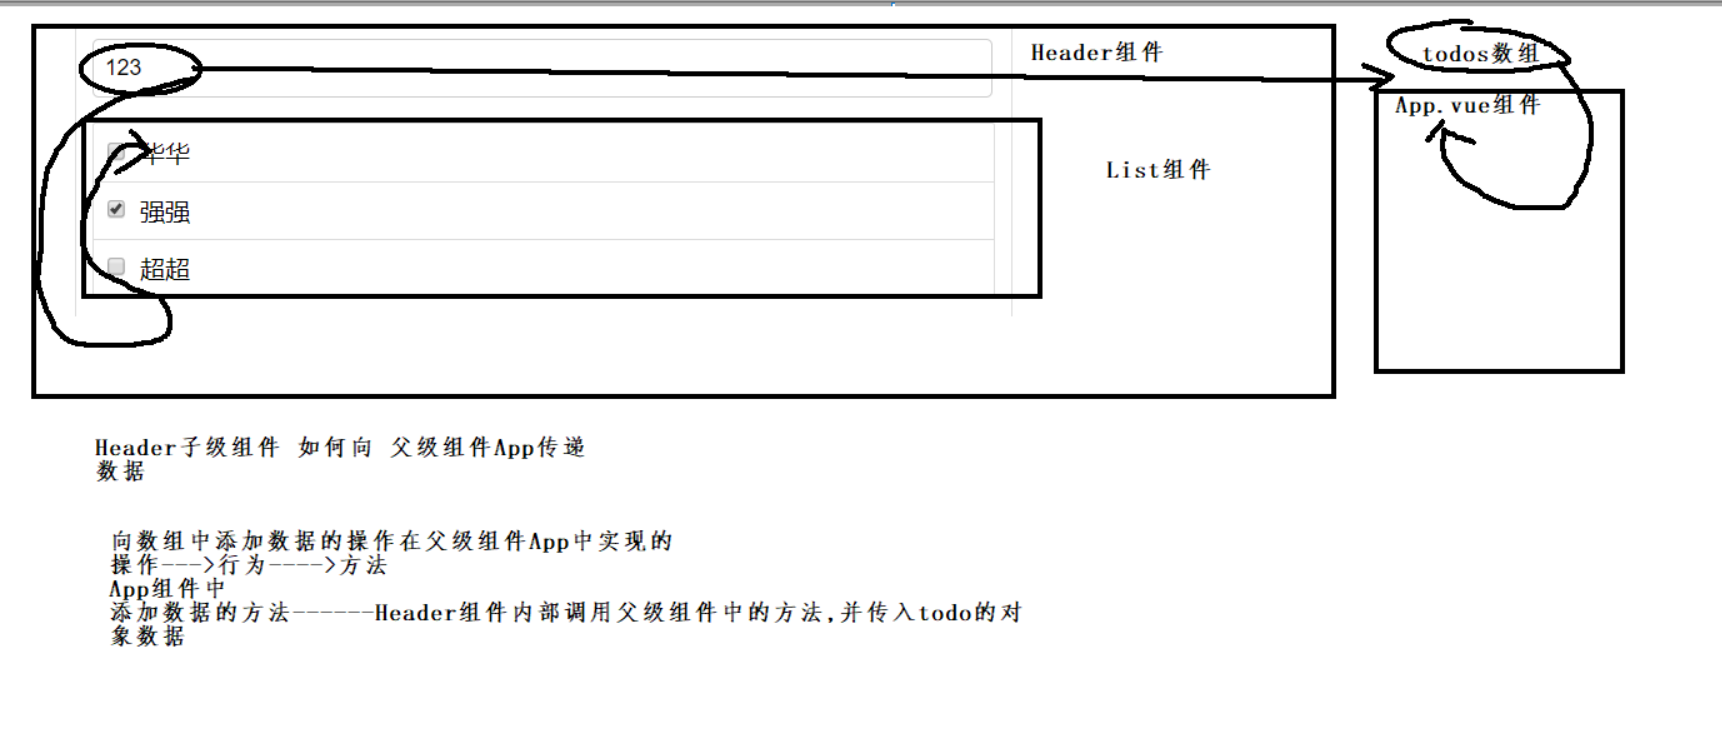 123
Header组件
todos数组
App.vue组件
华华
List组件
强强
超超
Header子级组件 如何向 父级组件App传递
数据
向数组中添加数据的操作在父级组件App中实现的
操作--->行为---->方法
App组件中
添加数据的方法------Header组件内部调用父级组件中的方法,并传入todo的对
象数据